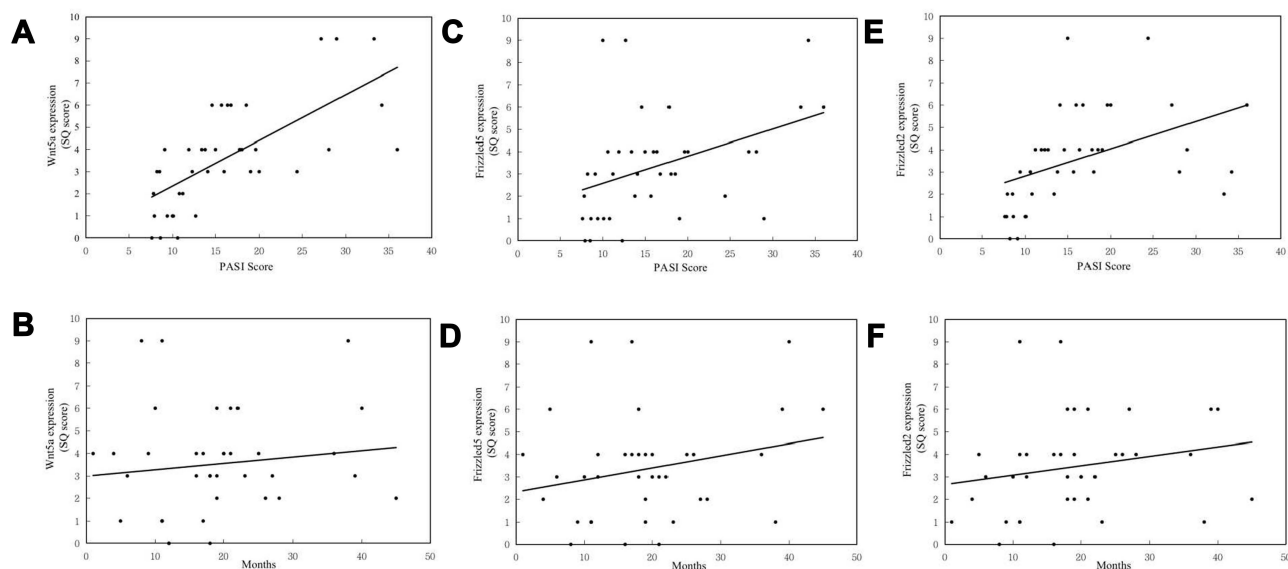 A
Wnt5a expression
(SQ score)
10
9
8
7
6
5
4
3
2
1
0
0 5 10 15 20 25 30 35 40
PASI Score
C
Frizzled5 expression
(SQ score)
10
9
8
7
6
5
4
3
2
1
0
0 5 10 15 20 25 30 35 40
PASI Score
E
Frizzled2 expression
(SQ score)
10
9
8
7
6
5
4
3
2
1
0
0 5 10 15 20 25 30 35 40
PASI Score
B
Wnt5a expression
(SQ score)
10
9
8
7
6
5
4
3
2
1
0
0 10 20 30 40 50
Months
D
Frizzled5 expression
(SQ score)
10
9
8
7
6
5
4
3
2
1
0
0 10 20 30 40 50
Months
F
Frizzled2 expression
(SQ score)
10
9
8
7
6
5
4
3
2
1
0
0 10 20 30 40 50
Months